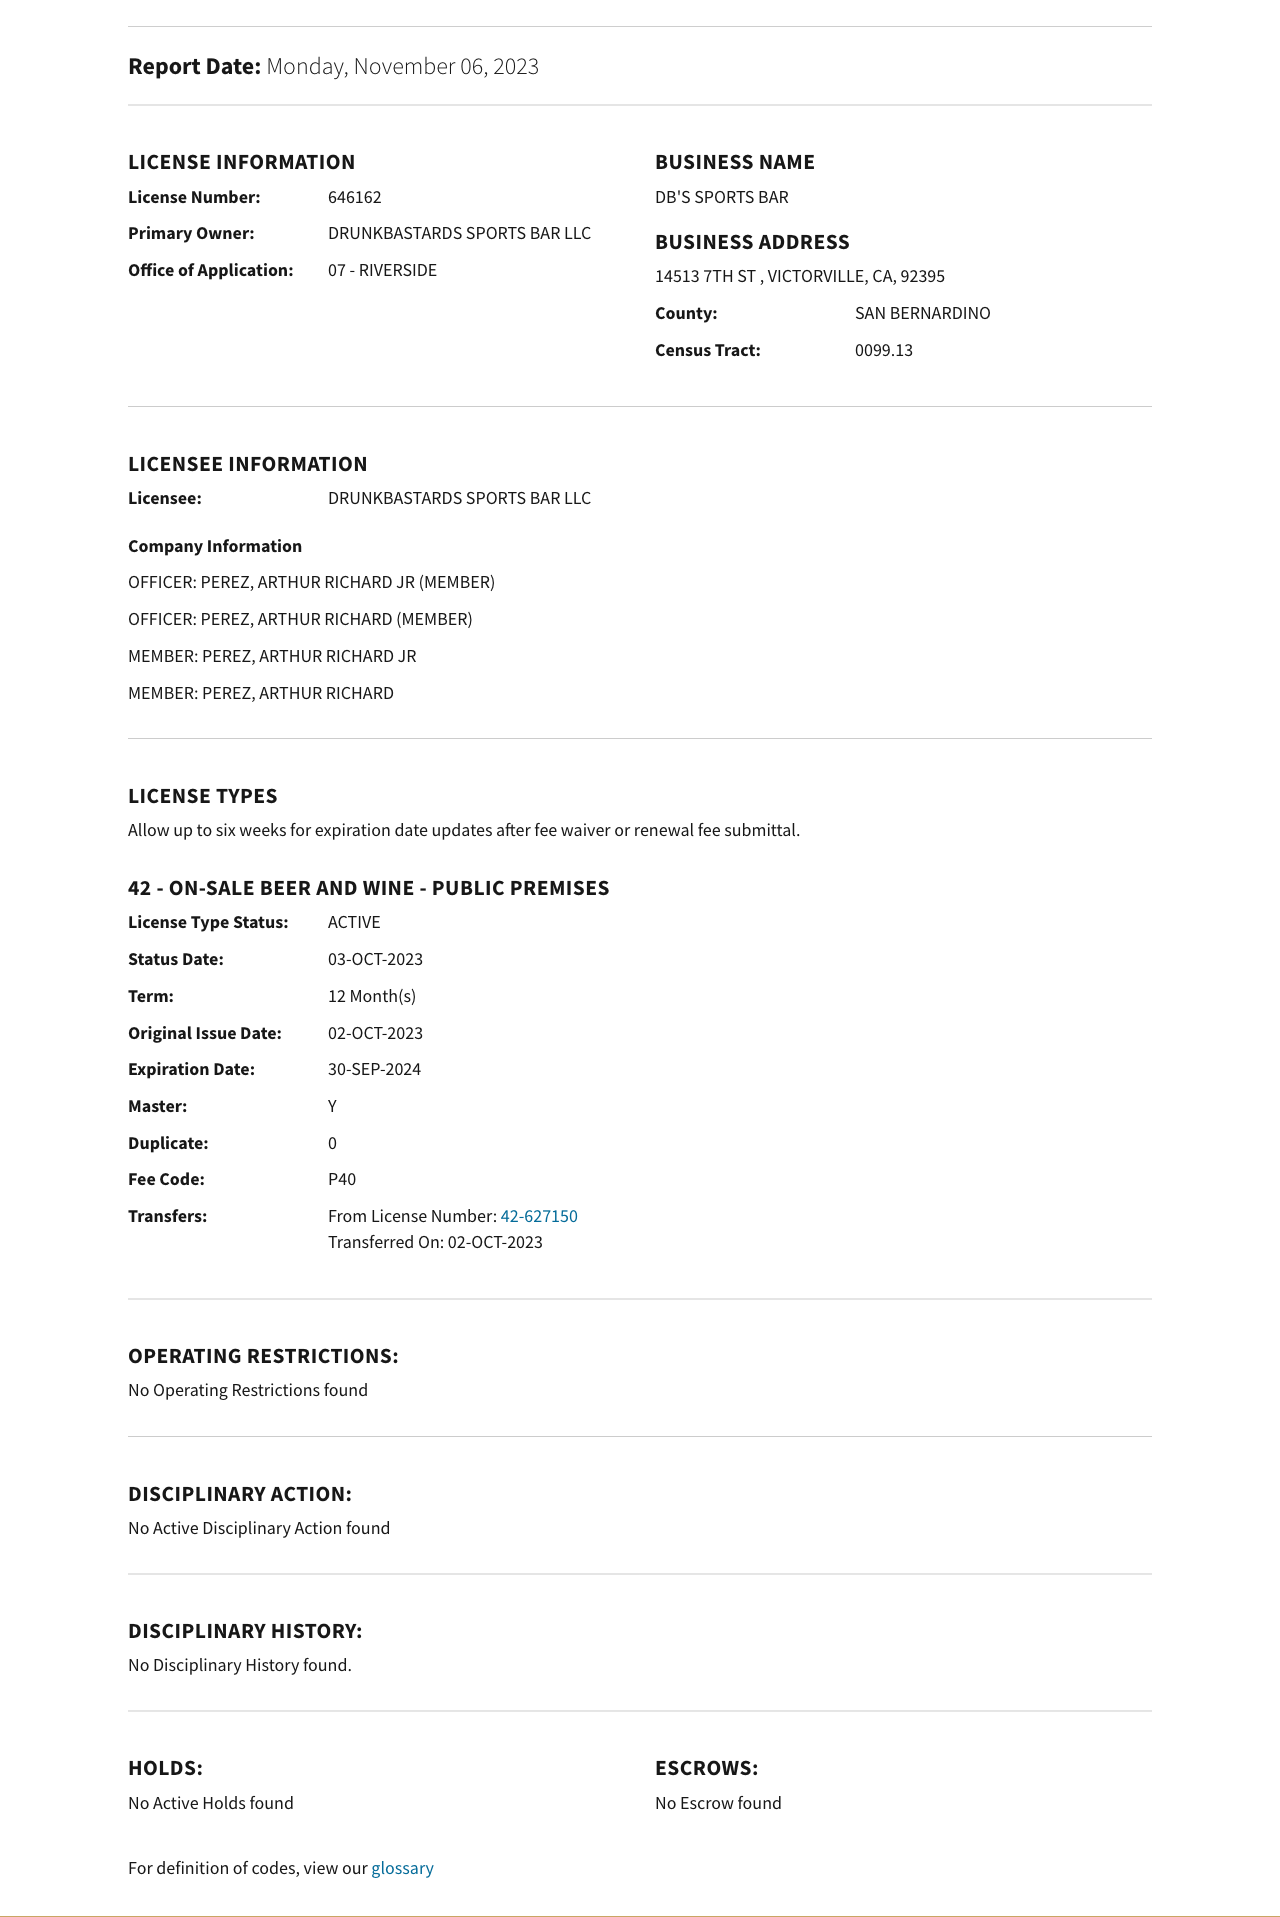 Report Date: Monday, November 06, 2023
LICENSE INFORMATION
License Number: 646162
Primary Owner: DRUNKBASTARDS SPORTS BAR LLC
Office of Application: 07 - RIVERSIDE
BUSINESS NAME
DB'S SPORTS BAR
BUSINESS ADDRESS
14513 7TH ST , VICTORVILLE, CA, 92395
County: SAN BERNARDINO
Census Tract: 0099.13
LICENSEE INFORMATION
Licensee: DRUNKBASTARDS SPORTS BAR LLC
Company Information
OFFICER: PEREZ, ARTHUR RICHARD JR (MEMBER)
OFFICER: PEREZ, ARTHUR RICHARD (MEMBER)
MEMBER: PEREZ, ARTHUR RICHARD JR
MEMBER: PEREZ, ARTHUR RICHARD
LICENSE TYPES
Allow up to six weeks for expiration date updates after fee waiver or renewal fee submittal.
42 - ON-SALE BEER AND WINE - PUBLIC PREMISES
License Type Status: ACTIVE
Status Date: 03-OCT-2023
Term: 12 Month(s)
Original Issue Date: 02-OCT-2023
Expiration Date: 30-SEP-2024
Master: Y
Duplicate: 0
Fee Code: P40
Transfers: From License Number: 42-627150
Transferred On: 02-OCT-2023
OPERATING RESTRICTIONS:
No Operating Restrictions found
DISCIPLINARY ACTION:
No Active Disciplinary Action found
DISCIPLINARY HISTORY:
No Disciplinary History found.
HOLDS:
No Active Holds found
ESCROWS:
No Escrow found
For definition of codes, view our glossary